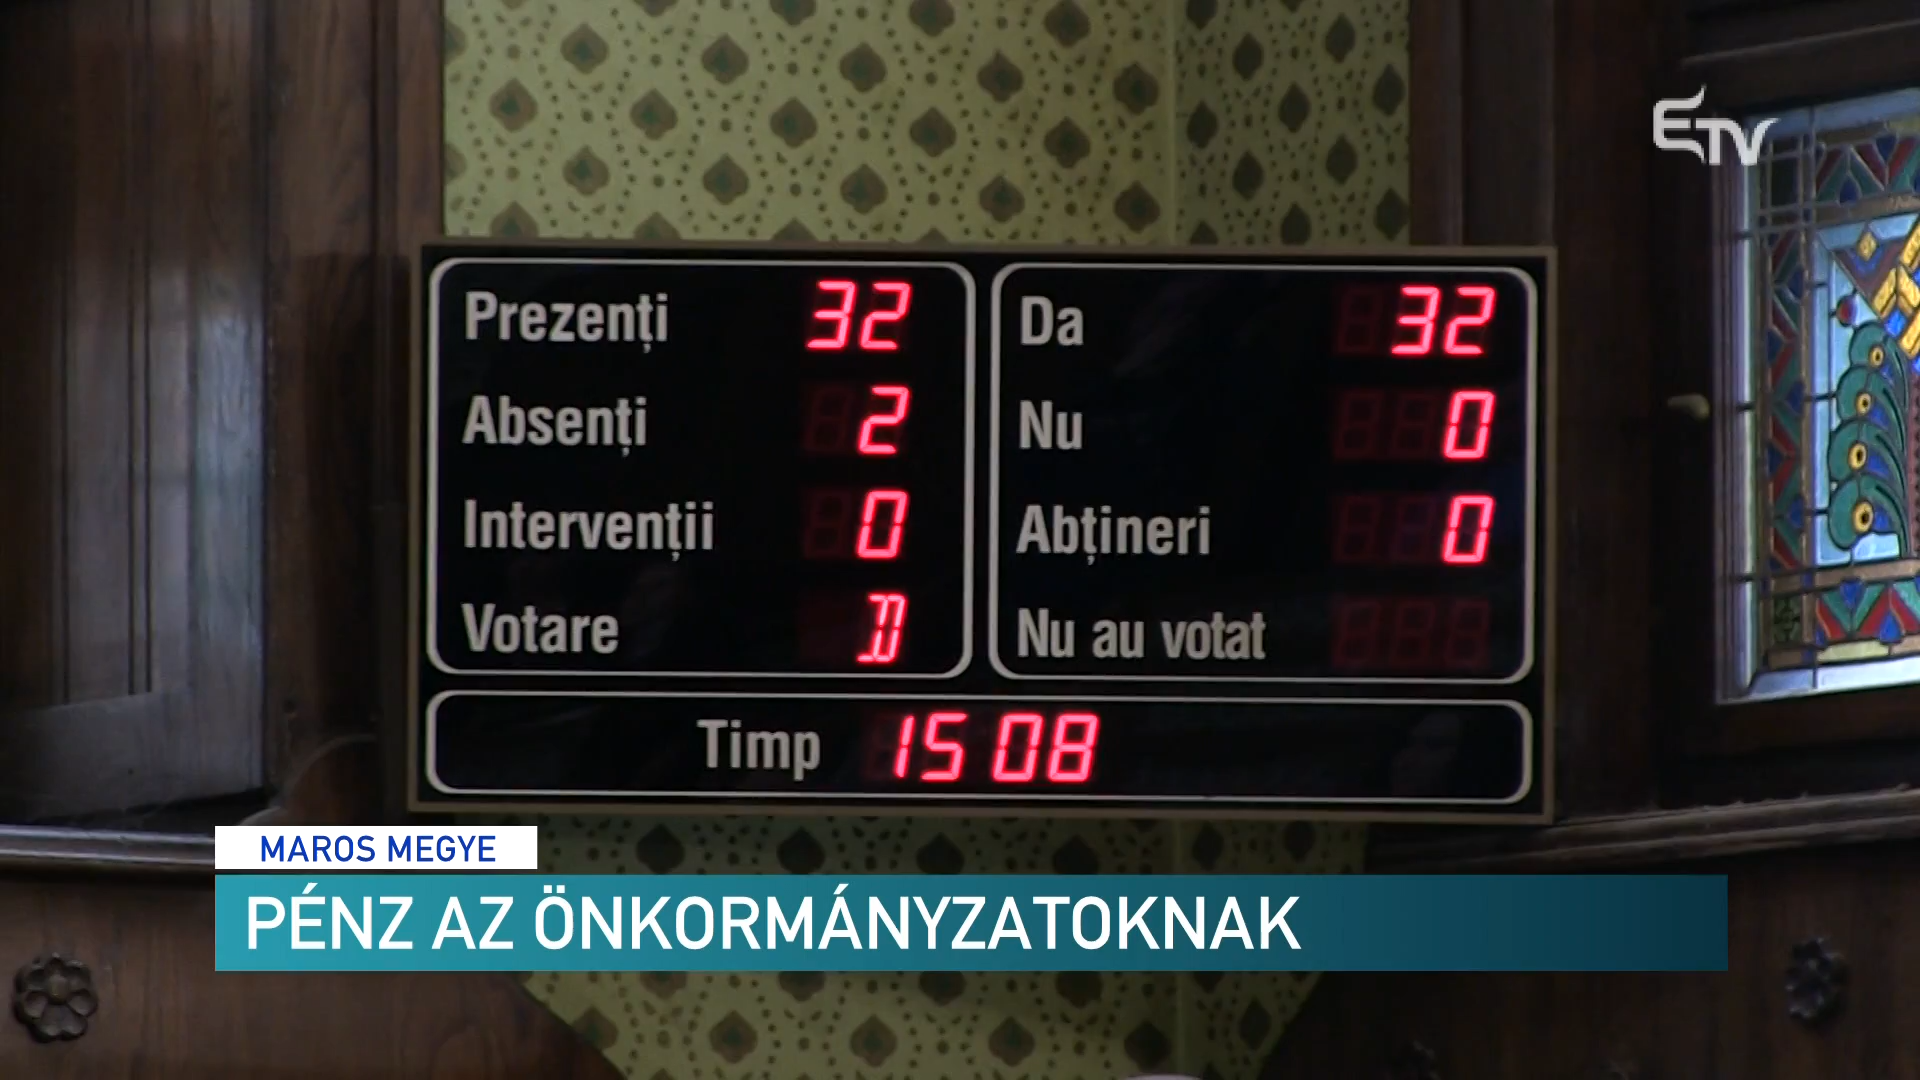 ETV
Prezenți 32
Absenți 2
Intervenții 0
Votare D
Da 32
Nu 0
Abțineri 0
Nu au votat
Timp 15 08
MAROS MEGYE
PÉNZ AZ ÖNKORMÁNYZATOKNAK